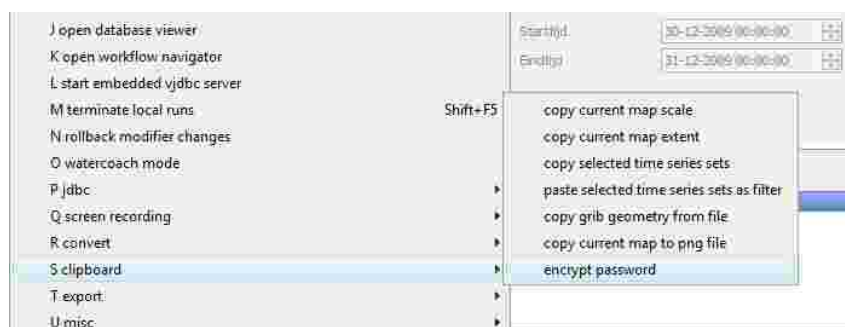 J open database viewer
K open workflow navigator
L start embedded vjdbc server
M terminate local runs Shift+F5
N rollback modifier changes
O watercoach mode
P jdbc
Q screen recording
R convert
S clipboard
T export
U misc
Starttijd 30-12-2009 00:00:00
Eindtijd 31-12-2009 00:00:00
copy current map scale
copy current map extent
copy selected time series sets
paste selected time series sets as filter
copy grib geometry from file
copy current map to png file
encrypt password